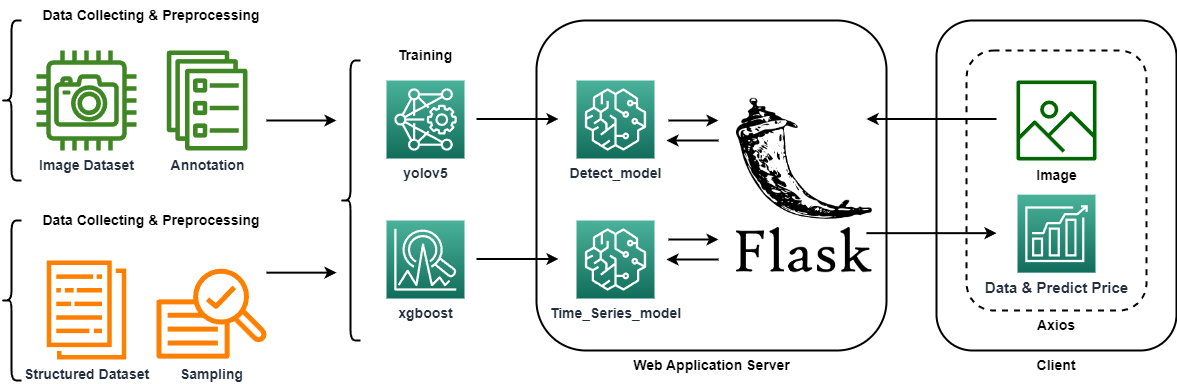 Data Collecting & Preprocessing
Image Dataset
Annotation
Data Collecting & Preprocessing
Structured Dataset
Sampling
Training
yolov5
xgboost
Detect_model
Time_Series_model
Flask
Web Application Server
Image
Data & Predict Price
Axios
Client